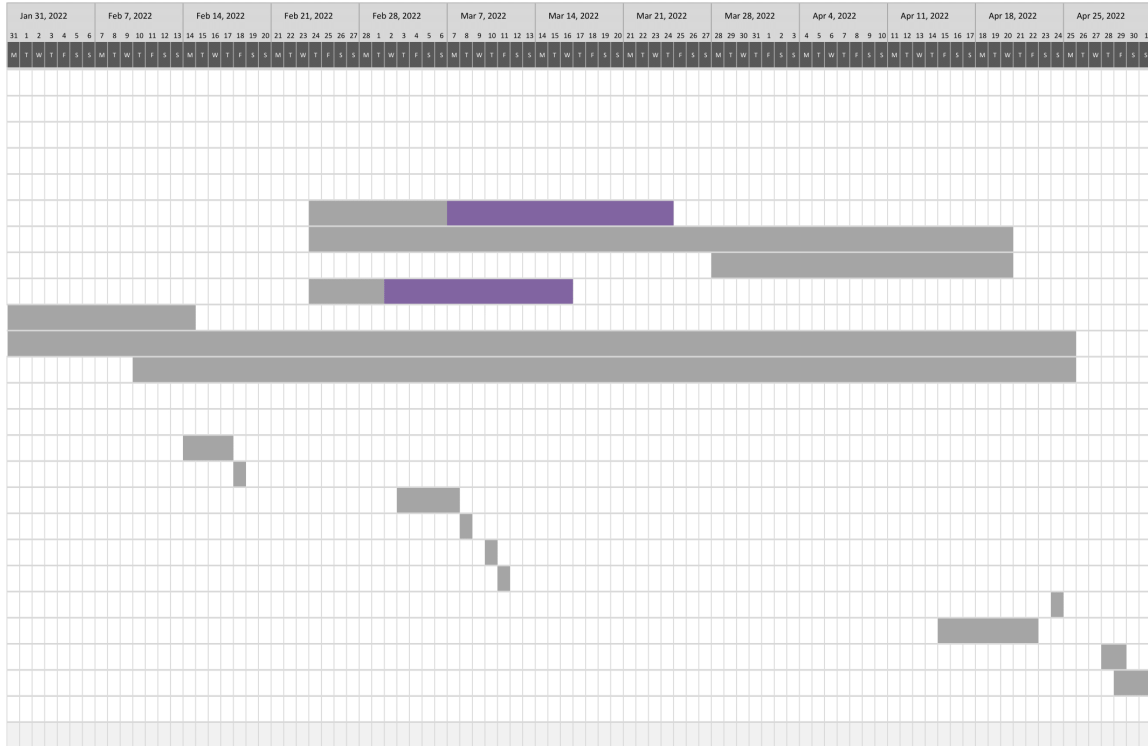 Jan 31, 2022 Feb 7, 2022 Feb 14, 2022 Feb 21, 2022 Feb 28, 2022 Mar 7, 2022 Mar 14, 2022 Mar 21, 2022 Mar 28, 2022 Apr 4, 2022 Apr 11, 2022 Apr 18, 2022 Apr 25, 2022
31 1 2 3 4 5 6 7 8 9 10 11 12 13 14 15 16 17 18 19 20 21 22 23 24 25 26 27 28 1 2 3 4 5 6 7 8 9 10 11 12 13 14 15 16 17 18 19 20 21 22 23 24 25 26 27 28 29 30 31 1 2 3 4 5 6 7 8 9 10 11 12 13 14 15 16 17 18 19 20 21 22 23 24 25 26 27 28 29 30 1
M T W T F S S M T W T F S S M T W T F S S M T W T F S S M T W T F S S M T W T F S S M T W T F S S M T W T F S S M T W T F S S M T W T F S S M T W T F S S M T W T F S S M T W T F S S